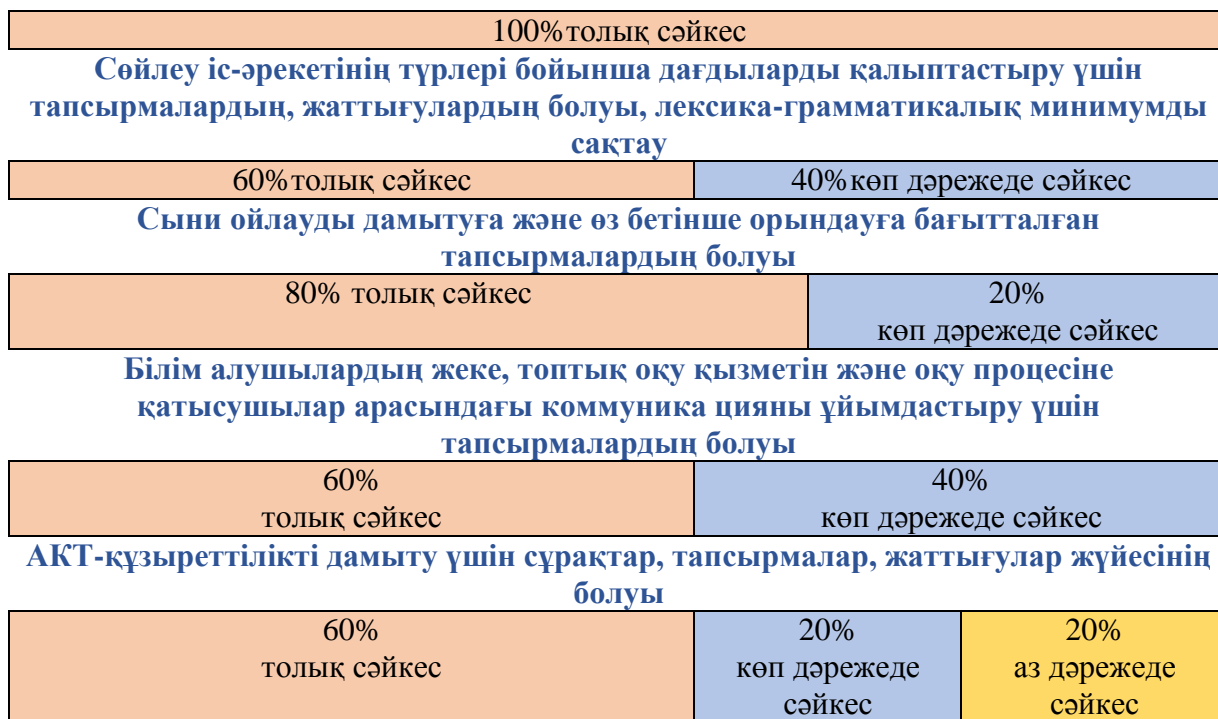 100% толық сәйкес
Сөйлеу іс-әрекетінің түрлері бойынша дағдыларды қалыптастыру үшін
тапсырмалардың, жаттығулардың болуы, лексика-грамматикалық минимумды
сақтау
60% толық сәйкес 40% көп дәрежеде сәйкес
Сыни ойлауды дамытуға және өз бетінше орындауға бағытталған
тапсырмалардың болуы
80% толық сәйкес 20%
көп дәрежеде сәйкес
Білім алушылардың жеке, топтық оқу қызметін және оқу процесіне
қатысушылар арасындағы коммуника цияны ұйымдастыру үшін
тапсырмалардың болуы
60% 40%
толық сәйкес көп дәрежеде сәйкес
АКТ-құзыреттілікті дамыту үшін сұрақтар, тапсырмалар, жаттығулар жүйесінің
болуы
60% 20% 20%
толық сәйкес көп дәрежеде аз дәрежеде
сәйкес сәйкес